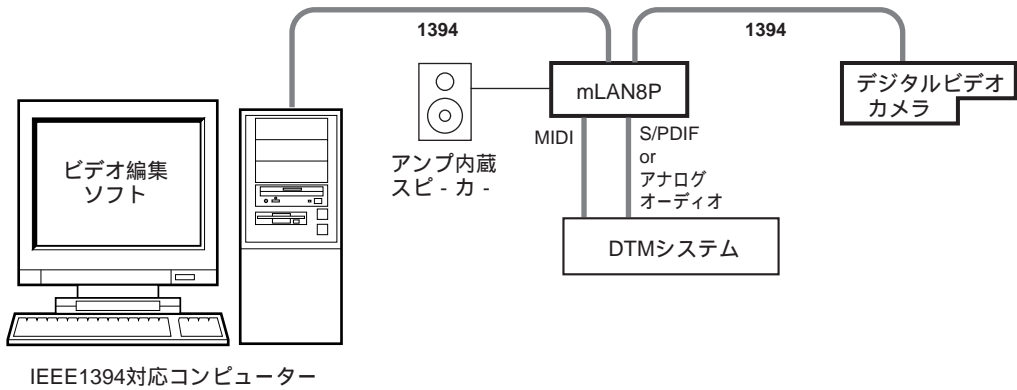 1394
1394
mLAN8P
デジタルビデオ
カメラ
MIDI
S/PDIF
or
アナログ
オーディオ
アンプ内蔵
スピ - カ -
ビデオ編集
ソフト
DTMシステム
IEEE1394対応コンピューター